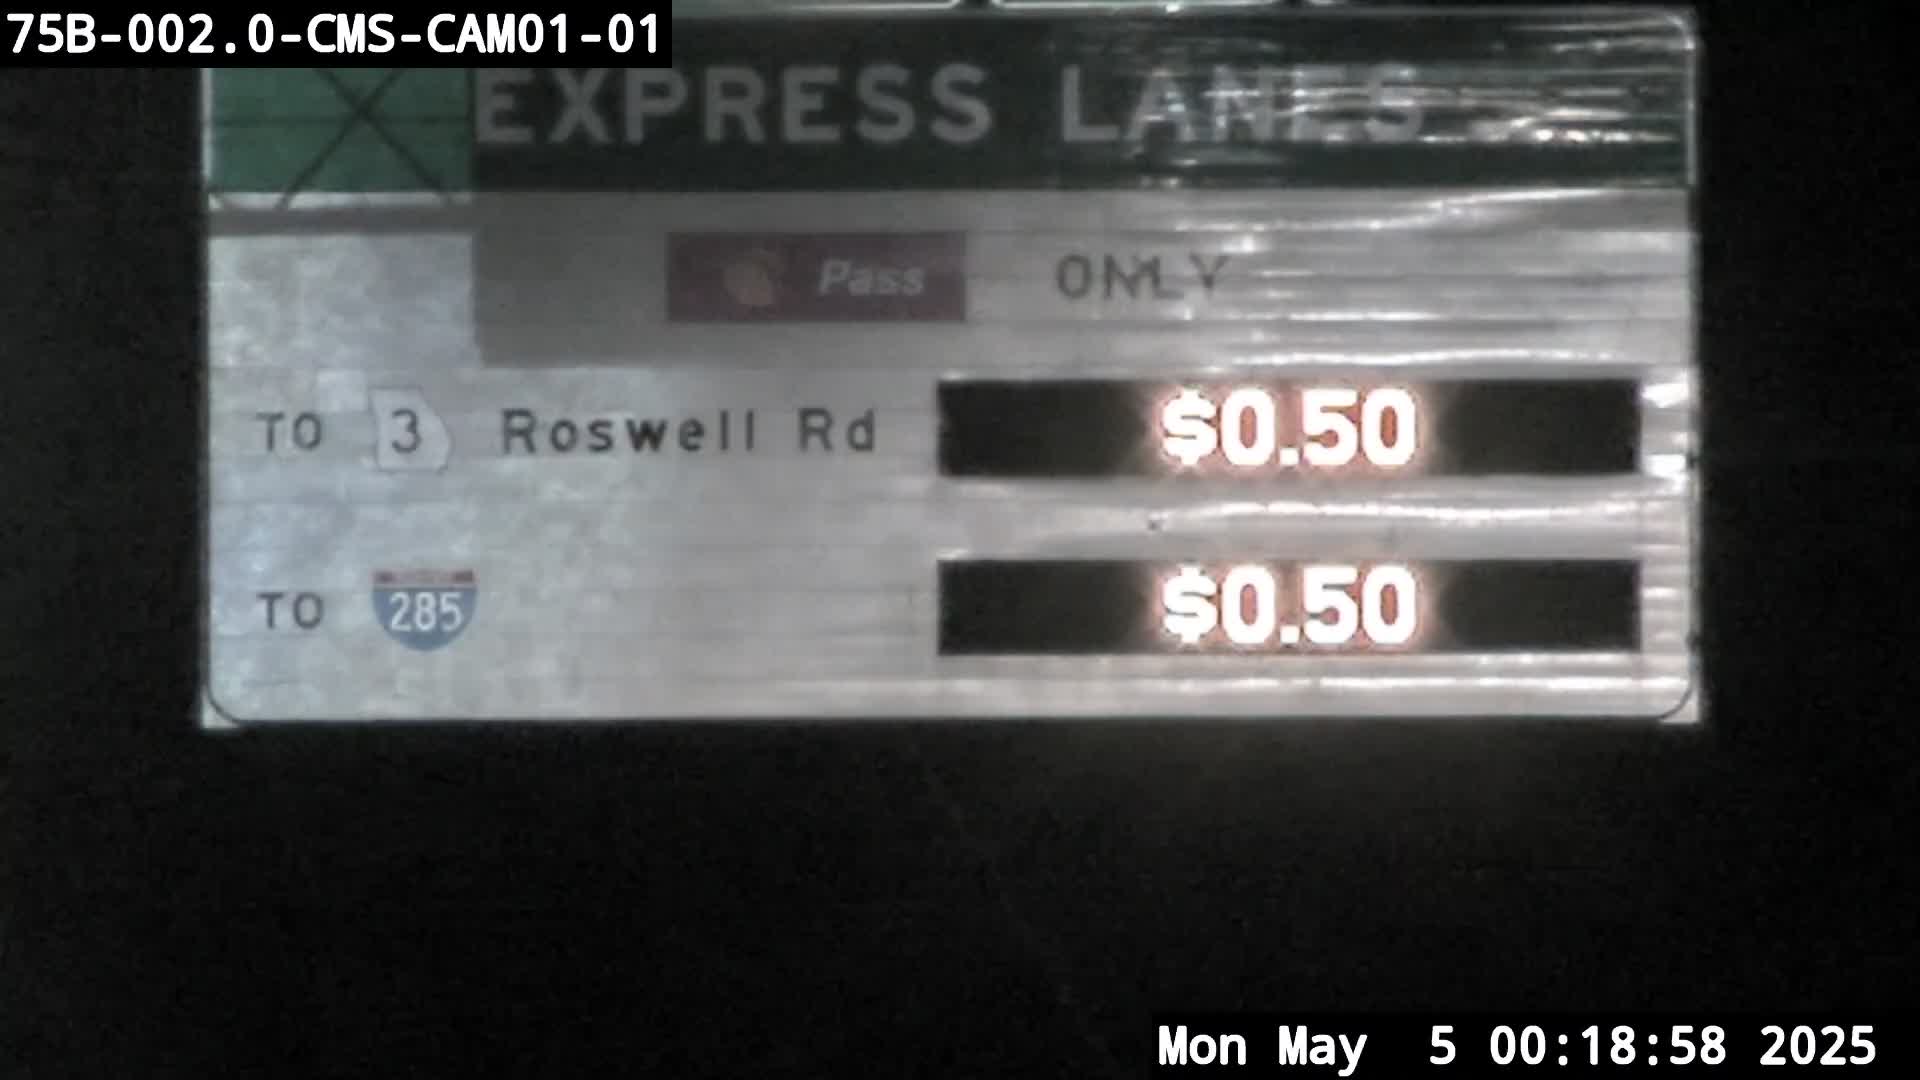 75B-002.0-CMS-CAM01-01
EXPRESS LANES
Pass ONLY
TO 3 Roswell Rd $0.50
TO 285 $0.50
Mon May 5 00:18:58 2025